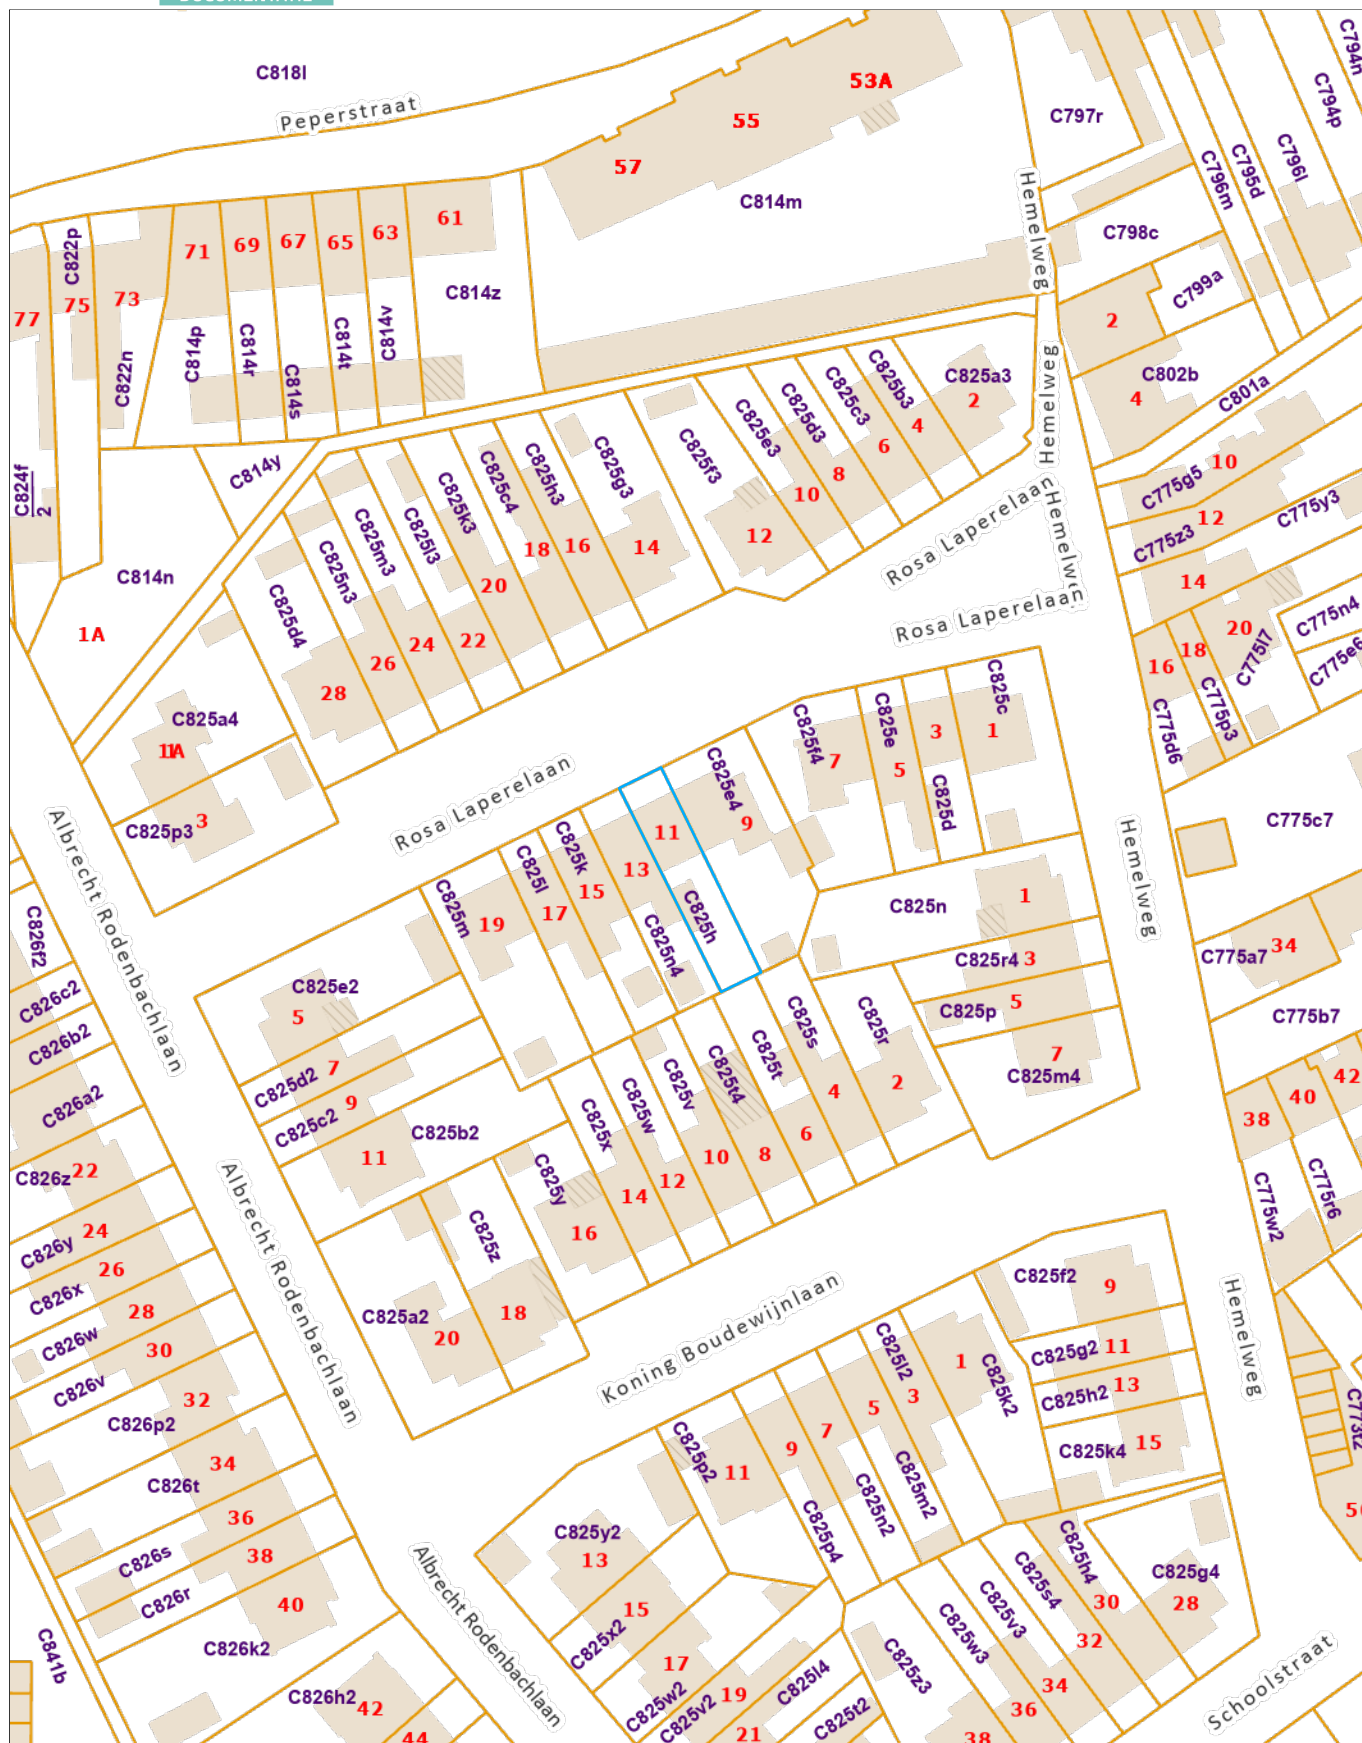 C818l
Peperstraat
53A
55
57
C814m
C797r
C794n
C794p
C796l
C795d
C796m
Hemelweg
C798c
C799a
2
C802b
4
C801a
C822p
77
75
73
71
69
67
65
63
61
C822n
C814p
C814r
C814s
C814t
C814v
C814z
C824f
2
C814y
C814n
1A
C825a3
2
C825b3
4
C825c3
6
C825d3
8
C825e3
10
C825f3
12
C825g3
14
C825h3
16
C825c4
18
C825k3
20
C825l3
22
C825m3
24
C825n3
26
C825d4
28
Hemelweg
Hemelweg
Rosa Laperelaan
Rosa Laperelaan
C775g5
10
C775z3
12
C775y3
14
16
18
20
C775l7
C775n4
C775e6
C775p3
C775d6
C825a4
1A
C825p3
3
Rosa Laperelaan
Albrecht Rodenbachlaan
C825f4
7
C825e
5
3
C825d
C825c
1
C825e4
9
11
C825h
13
C825n4
C825k
15
C825l
17
C825m
19
C775c7
Hemelweg
C825n
1
C825r4
3
C825p
5
7
C825m4
C775a7
34
C775b7
38
40
42
C775w2
C775r6
C826f2
C826c2
C826b2
C826a2
C825e2
5
C825d2
7
C825c2
9
C825b2
11
C825r
2
C825s
4
C825t
6
C825t4
8
C825v
10
C825w
12
C825x
14
C825y
16
C825z
18
C825a2
20
C826z
22
24
C826y
26
C826x
28
C826w
30
C826v
32
C826p2
34
C826t
36
C826s
38
C826r
40
C826k2
Albrecht Rodenbachlaan
Koning Boudewijnlaan
Hemelweg
C825f2
9
C825g2
11
C825h2
13
C825k4
15
C773t2
C825l2
C825k2
1
3
5
C825m2
7
C825n2
9
C825p4
11
C825p2
C825y2
13
15
C825x2
17
C825w2
19
C825v2
21
C825l4
C825t2
C825z3
C825w3
C825v3
C825s4
C825h4
C825g4
28
30
32
34
36
38
Schoolstraat
Albrecht Rodenbachlaan
C841b
C826h2
42
44